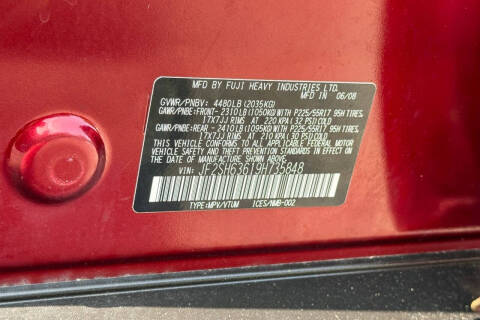 MFD BY FUJI HEAVY INDUSTRIES LTD.
MFD IN 06/08
GVWR/PNBV: 4480LB(2035KG)
GAWR/PNBE:FRONT- 2310LB(1050KG)WITH P225/55R17 95H TIRES.
17X7JJ RIMS AT 220 KPA(32 PSI)COLD
GAWR/PNBE:REAR - 2410LB(1095KG)WITH P225/55R17 95H TIRES.
17X7JJ RIMS AT 210 KPA(30 PSI)COLD
THIS VEHICLE CONFORMS TO ALL APPLICABLE FEDERAL MOTOR
VEHICLE SAFETY STANDARDS IN EFFECT
ON THE DATE OF MANUFACTURE SHOWN ABOVE.
VIN: JF2SH63619H735848
TYPE:MPV/VTUM ICES/NMB-002